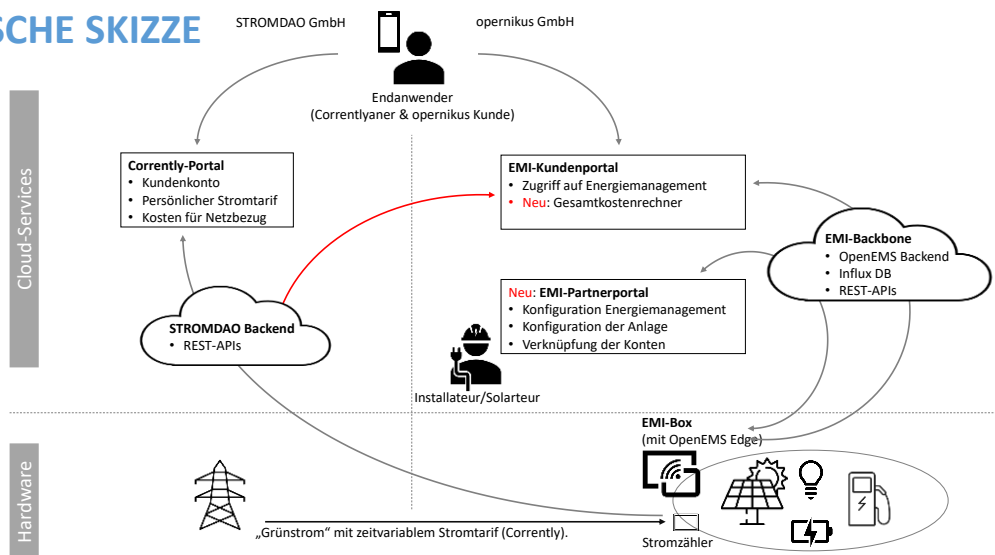 SCHE SKIZZE
STROMDAO GmbH
opernikus GmbH
Endanwender
(Correntlyaner & opernikus Kunde)
Cloud-Services
Corrently-Portal
• Kundenkonto
• Persönlicher Stromtarif
• Kosten für Netzbezug
EMI-Kundenportal
• Zugriff auf Energiemanagement
• Neu: Gesamtkostenrechner
EMI-Backbone
• OpenEMS Backend
• Influx DB
• REST-APIs
STROMDAO Backend
• REST-APIs
Neu: EMI-Partnerportal
• Konfiguration Energiemanagement
• Konfiguration der Anlage
• Verknüpfung der Konten
Installateur/Solarteur
Hardware
EMI-Box
(mit OpenEMS Edge)
„Grünstrom“ mit zeitvariablem Stromtarif (Corrently).
Stromzähler